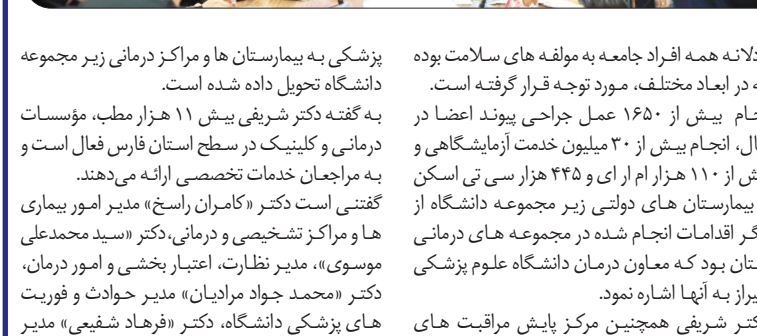 دلانه همه افراد جامعه به مولفه های سلامت بوده
در ابعاد مختلف، مورد توجه قرار گرفته است.
بیش از ۱۶۵۰ عمل جراحی پیوند اعضا در
انجام بیش از ۳۰ میلیون خدمت آزمایشگاهی و
از ۱۱۰ هزار ام ار ای و ۴۴۵ هزار سی تی اسکن
بیمارستان های دولتی زیر مجموعه دانشگاه از
اقدامات انجام شده در مجموعه های درمانی
بود که معاون درمان دانشگاه علوم پزشکی
به آنها اشاره نمود.
شریفی همچنین مرکز پایش مراقبت های
پزشکی به بیمارستان ها و مراکز درمانی زیر مجموعه
دانشگاه تحویل داده شده است.
به گفته دکتر شریفی بیش ۱۱ هزار مطب، مؤسسات
درمانی و کلینیک در سطح استان فارس فعال است و
به مراجعان خدمات تخصصی ارائه می‌دهند.
گفتنی است دکتر «کامران راسخ» مدیر امور بیماری
ها و مراکز تشخیصی و درمانی،دکتر «سید محمدعلی
موسوی»، مدیر نظارت، اعتبار بخشی و امور درمان،
دکتر «محمد جواد مرادیان» مدیر حوادث و فوریت
های پزشکی دانشگاه، دکتر «فرهاد شفیعی» مدیر